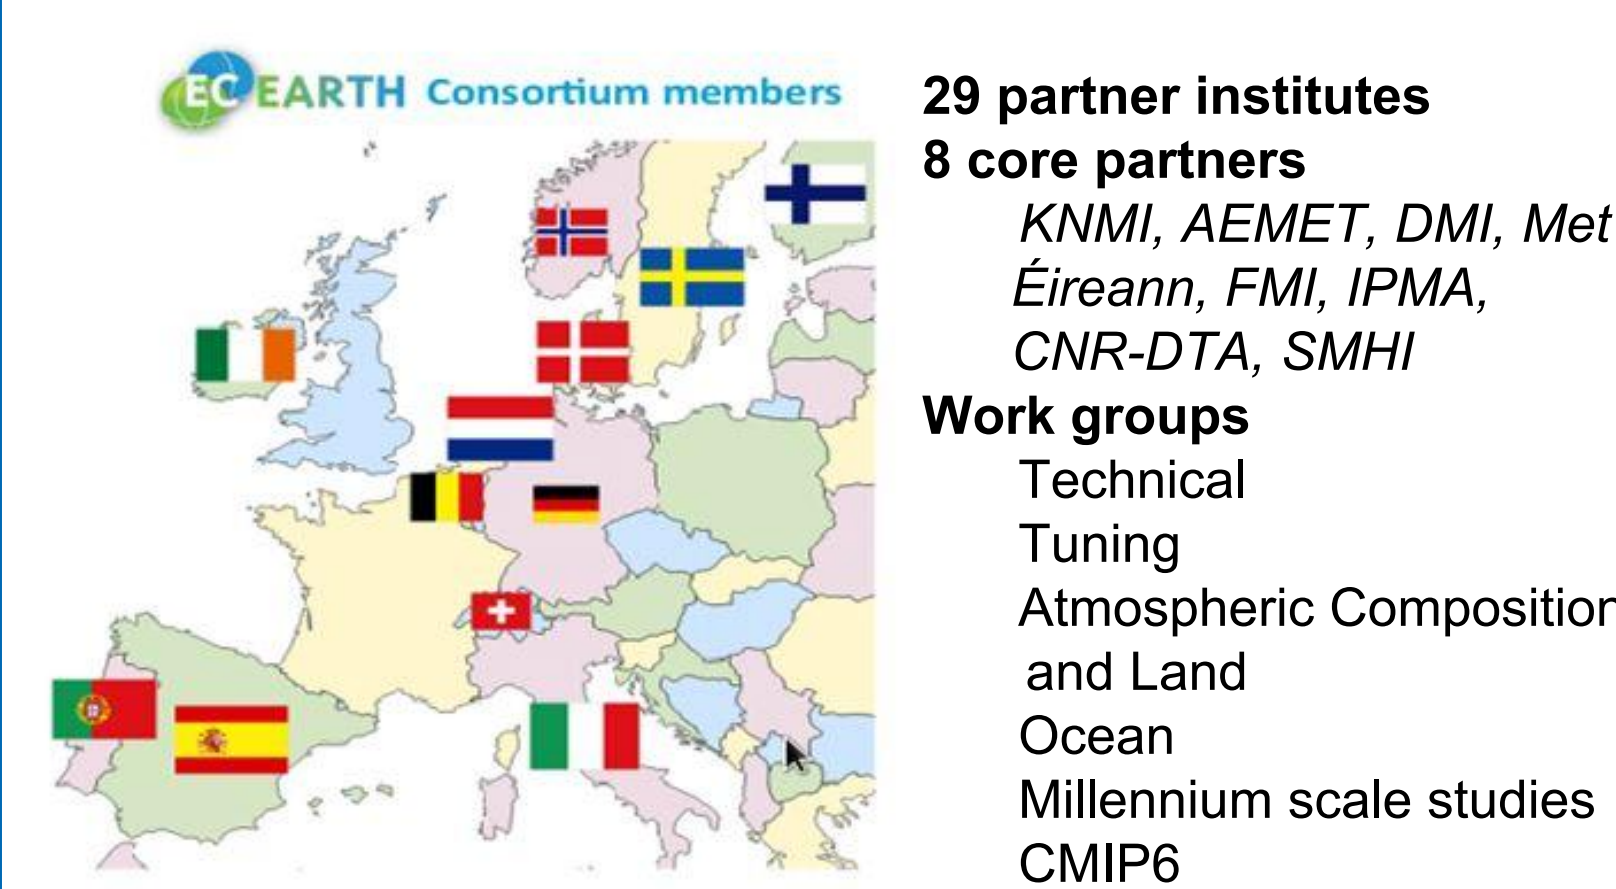 EC EARTH Consortium members
29 partner institutes
8 core partners
KNMI, AEMET, DMI, Met
Éireann, FMI, IPMA,
CNR-DTA, SMHI
Work groups
Technical
Tuning
Atmospheric Composition
and Land
Ocean
Millennium scale studies
CMIP6